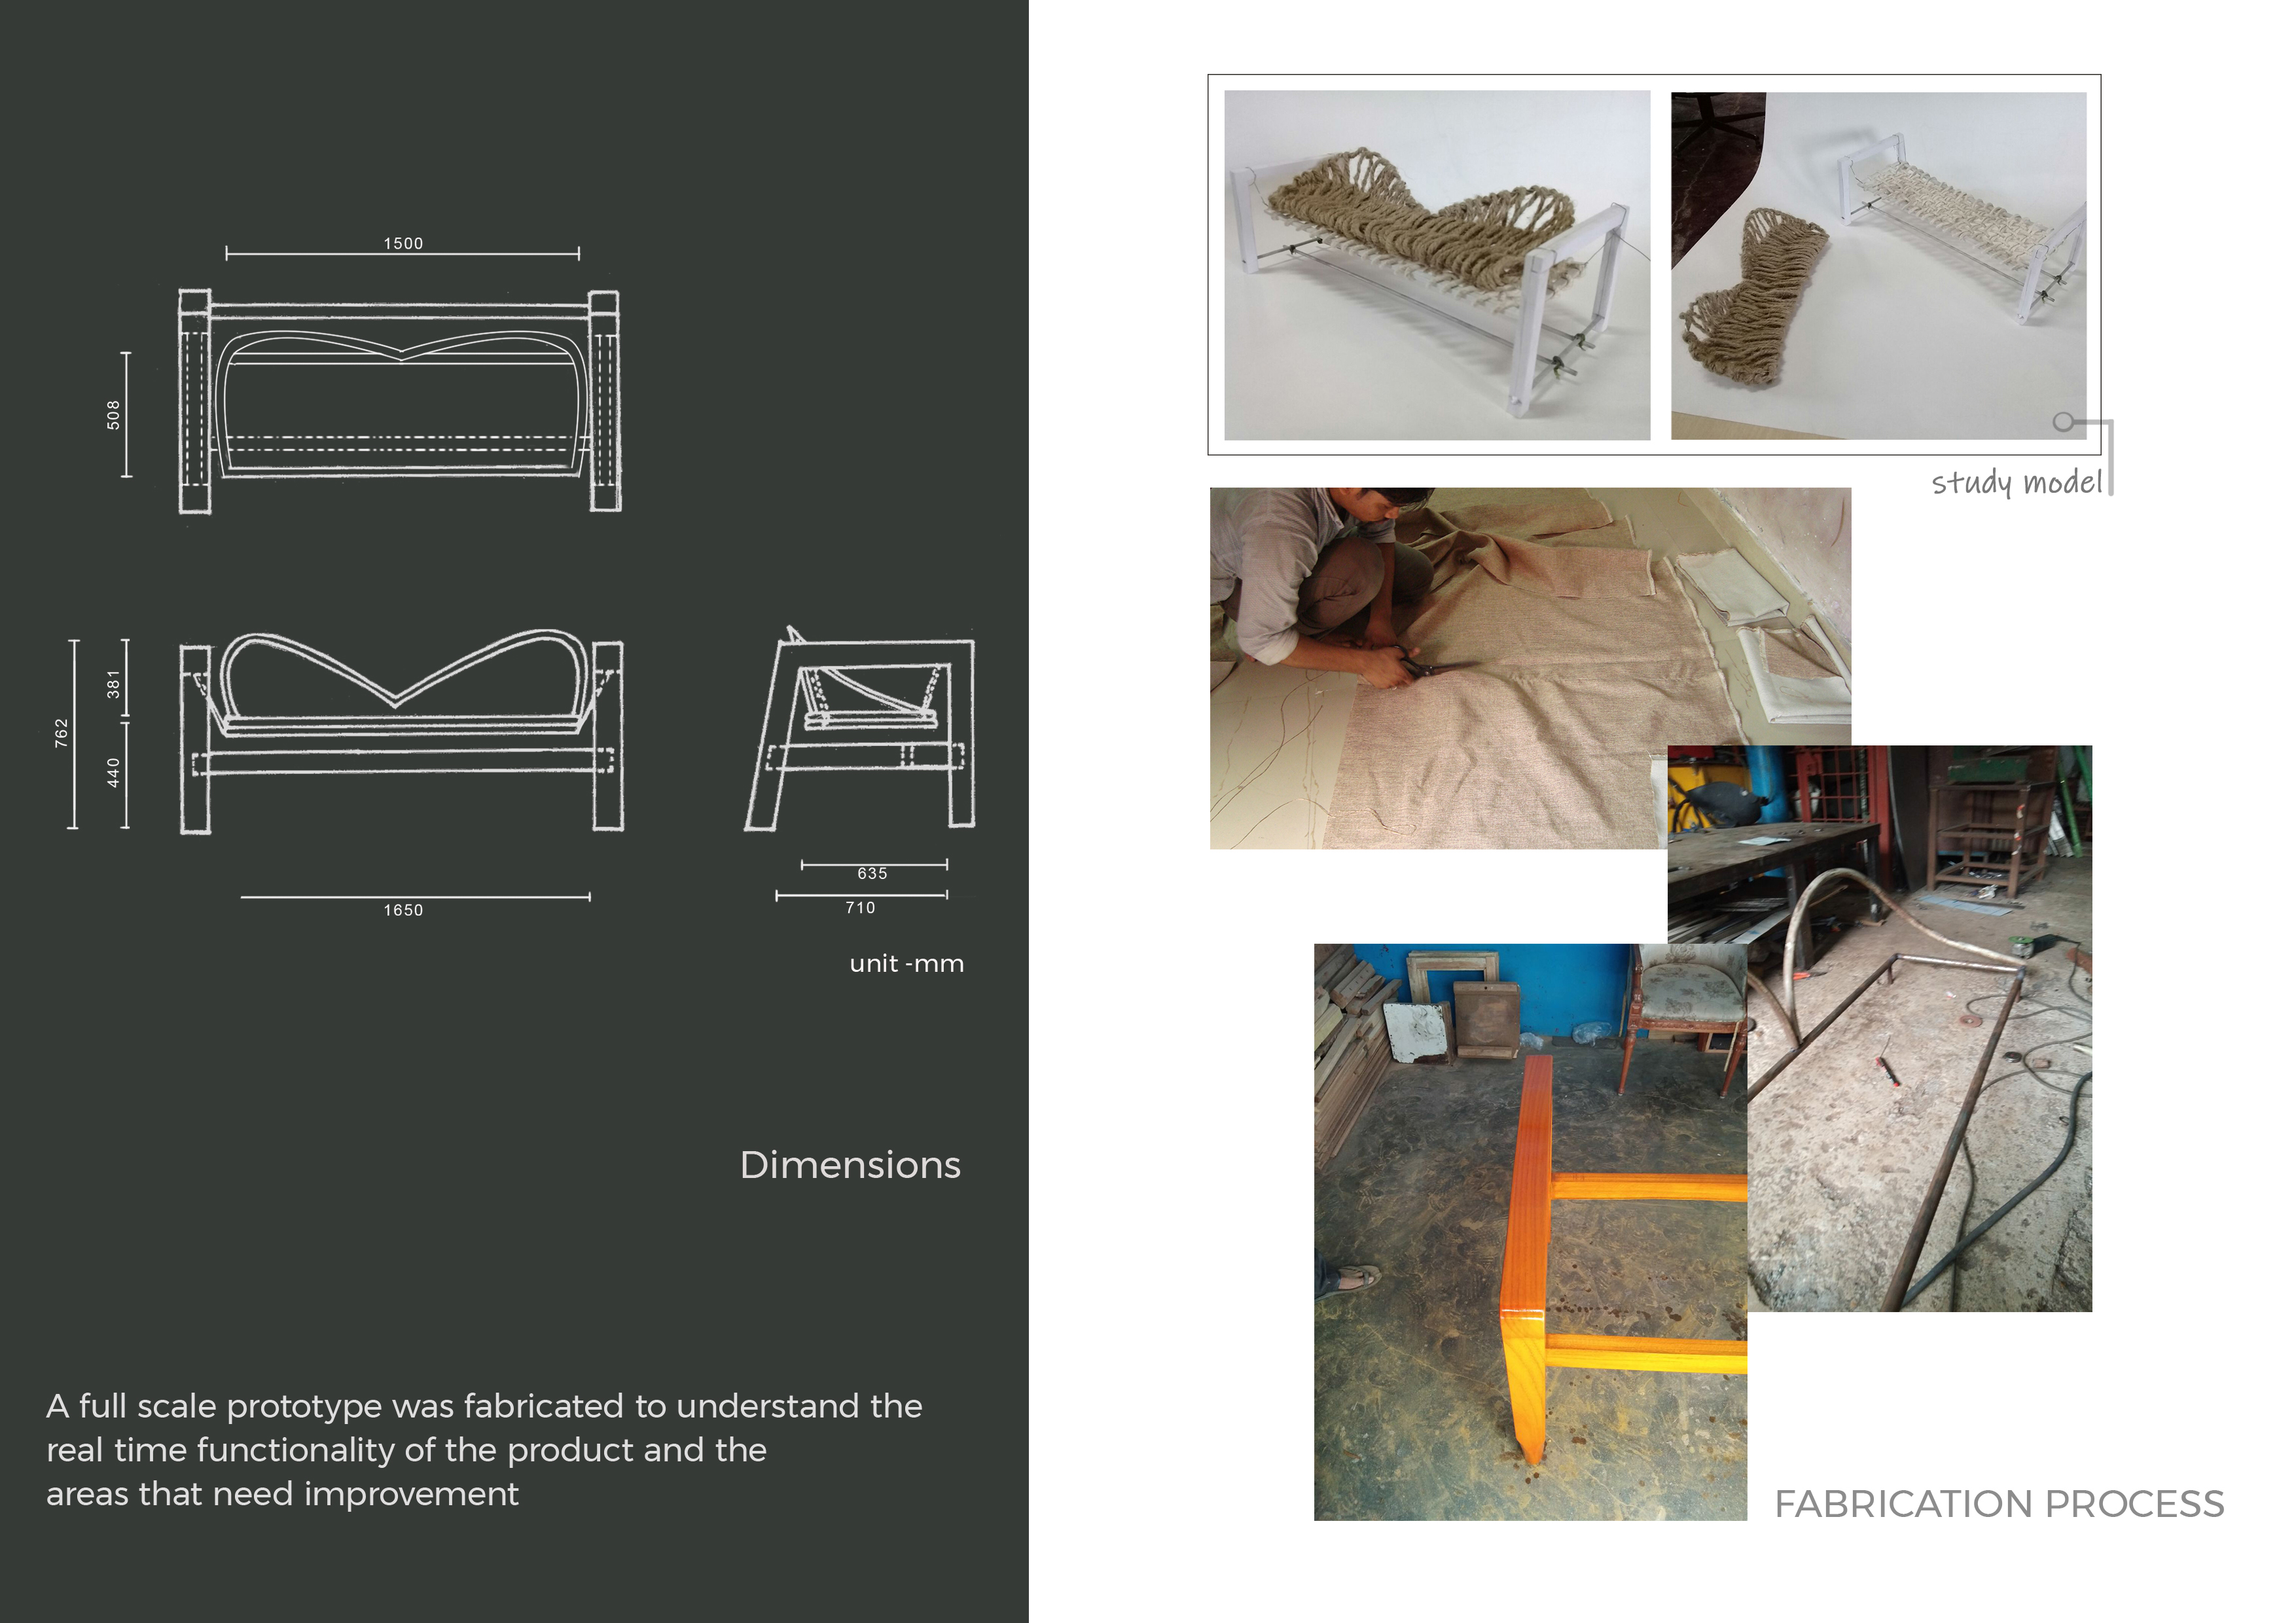 1500
508
762
381
440
1650
635
710
unit -mm
Dimensions
A full scale prototype was fabricated to understand the
real time functionality of the product and the
areas that need improvement
study model
FABRICATION PROCESS